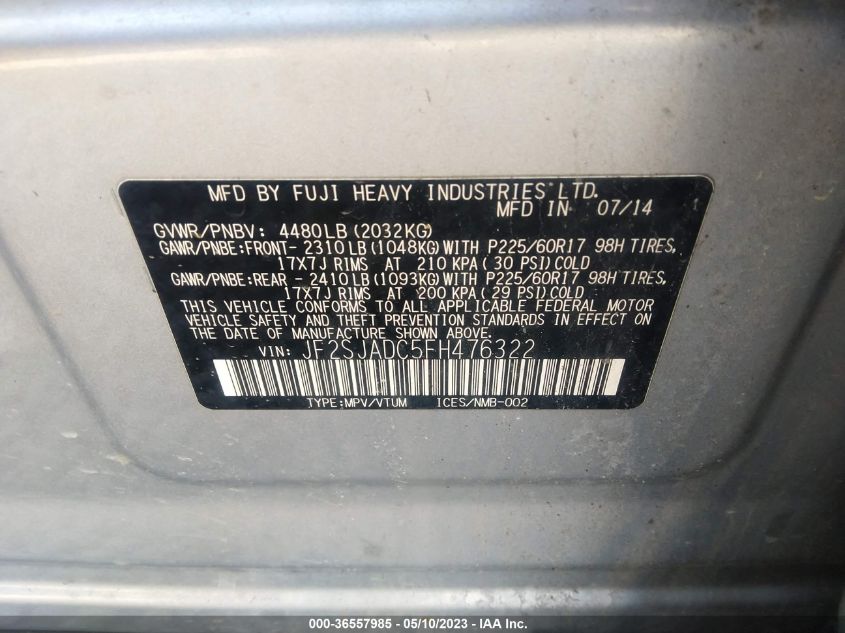 MFD BY FUJI HEAVY INDUSTRIES LTD.
MFD IN 07/14
GVWR/PNBV: 4480LB (2032KG)
GAWR/PNBE:FRONT- 2310LB (1048KG) WITH P225/60R17 98H TIRES,
17X7J RIMS AT 210 KPA ( 30 PSI) COLD
GAWR/PNBE:REAR - 2410LB (1093KG) WITH P225/60R17 98H TIRES,
17X7J RIMS AT 200 KPA ( 29 PSI) COLD
THIS VEHICLE CONFORMS TO ALL APPLICABLE FEDERAL MOTOR
VEHICLE SAFETY AND THEFT PREVENTION STANDARDS IN EFFECT ON
THE DATE OF MANUFACTURE SHOWN ABOVE.
VIN: JF2SJADC5FH476322
TYPE:MPV/VTUM ICES/NMB-002
000-36557985 - 05/10/2023 - IAA Inc.